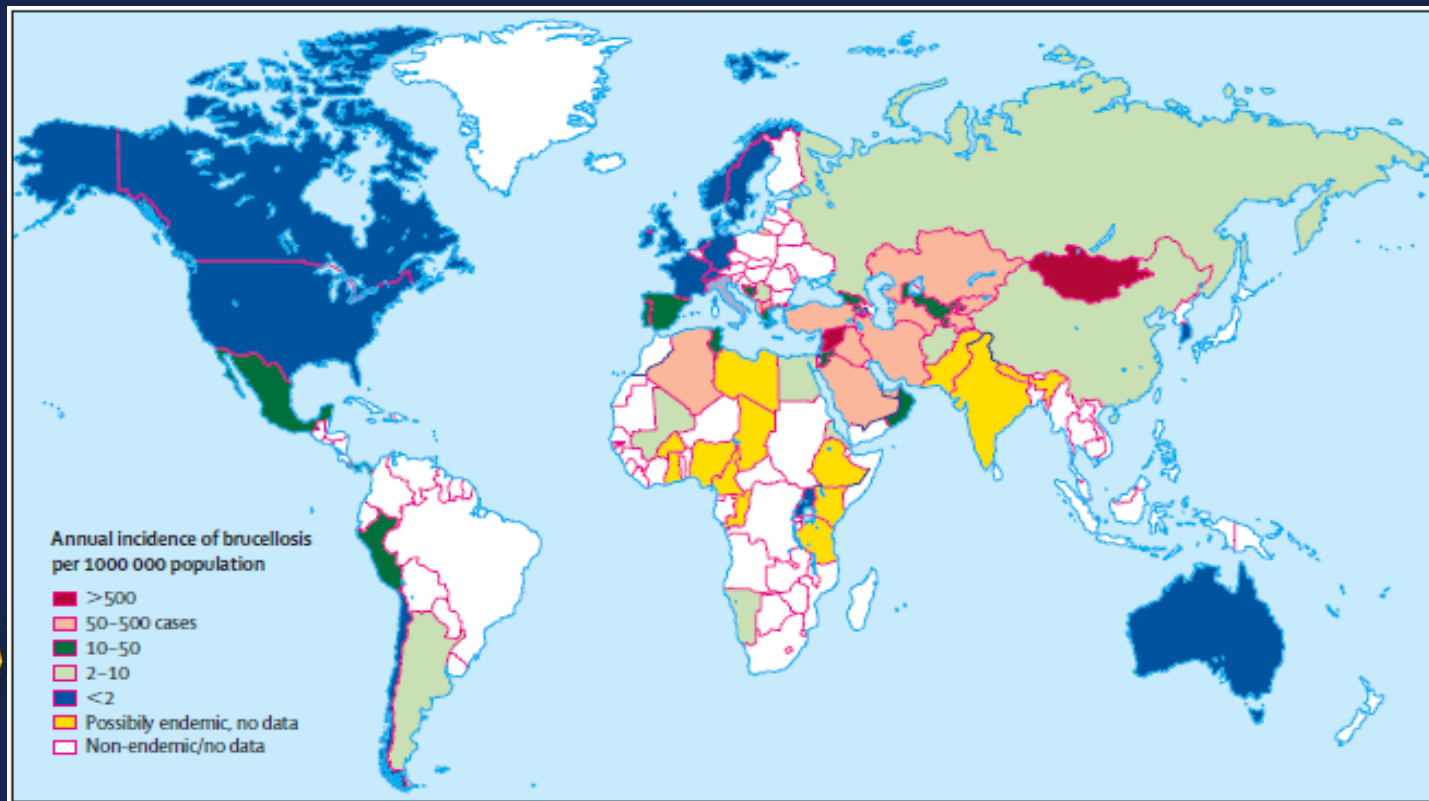 Annual incidence of brucellosis
per 1000 000 population
>500
50–500 cases
10–50
2–10
<2
Possibily endemic, no data
Non-endemic/no data